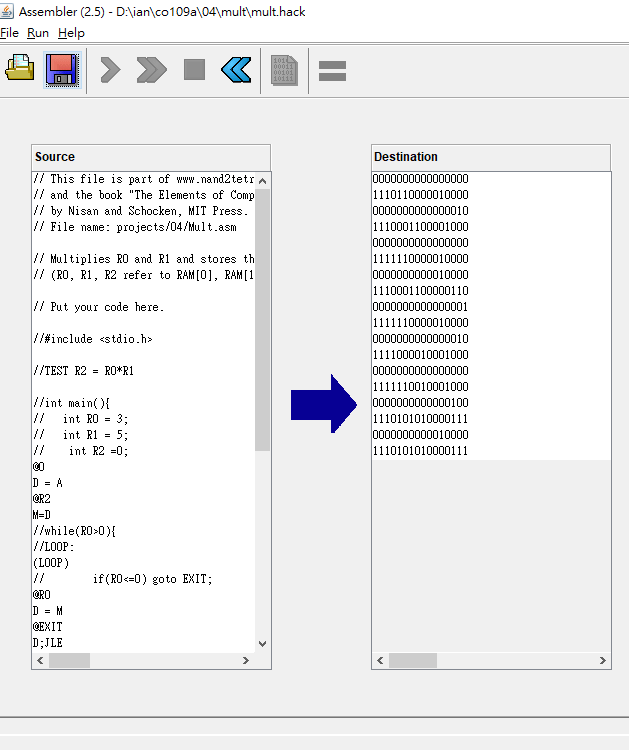 Assembler (2.5) - D:\ian\co109a\04\mult\mult.hack
File Run Help
Source
// This file is part of www.nand2tetr
// and the book "The Elements of Comp
// by Nisan and Schocken, MIT Press.
// File name: projects/04/Mult.asm
// Multiplies R0 and R1 and stores th
// (R0, R1, R2 refer to RAM[0], RAM[1
// Put your code here.
//#include <stdio.h>
//TEST R2 = R0*R1
//int main(){
// int R0 = 3;
// int R1 = 5;
// int R2 =0;
@0
D = A
@R2
M=D
//while(R0>0){
//LOOP:
(LOOP)
// if(R0<=0) goto EXIT;
@R0
D = M
@EXIT
D;JLE
Destination
0000000000000000
1110110000010000
0000000000000010
1110001100001000
0000000000000000
1111110000010000
0000000000010000
1110001100000110
0000000000000001
1111110000010000
0000000000000010
1111000010001000
0000000000000000
1111110010001000
0000000000000100
1110101010000111
0000000000010000
1110101010000111